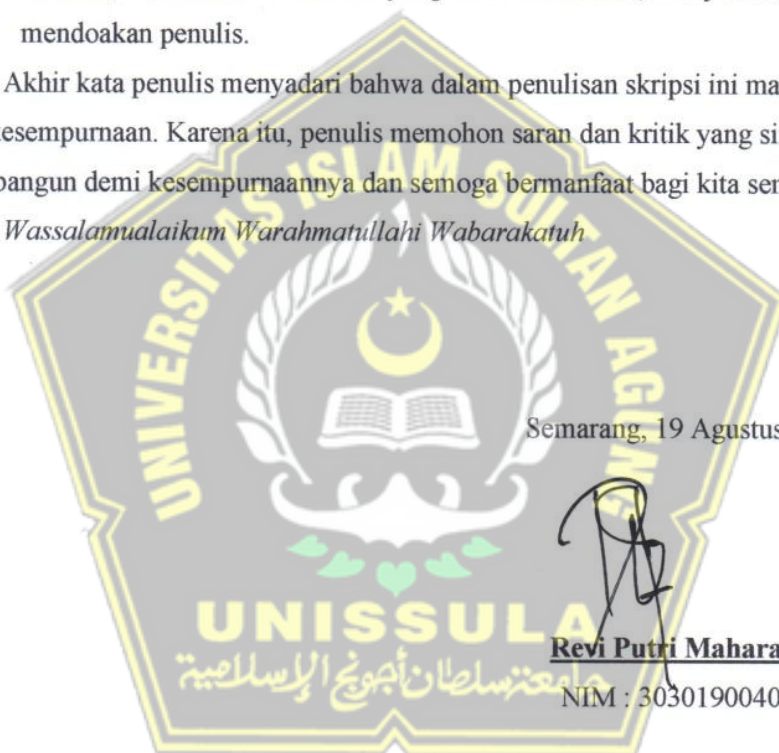 mendoakan penulis.
Akhir kata penulis menyadari bahwa dalam penulisan skripsi ini ma
kesempurnaan. Karena itu, penulis memohon saran dan kritik yang si
bangun demi kesempurnaannya dan semoga bermanfaat bagi kita sem
Wassalamualaikum Warahmatullahi Wabarakatuh
UNIVERSITAS ISLAM SULTAN AGUNG
Semarang, 19 Agustus
UNISSULA
جامعة سلطان أجونج الإسلامية
Revi Putri Mahara
NIM : 3030190040